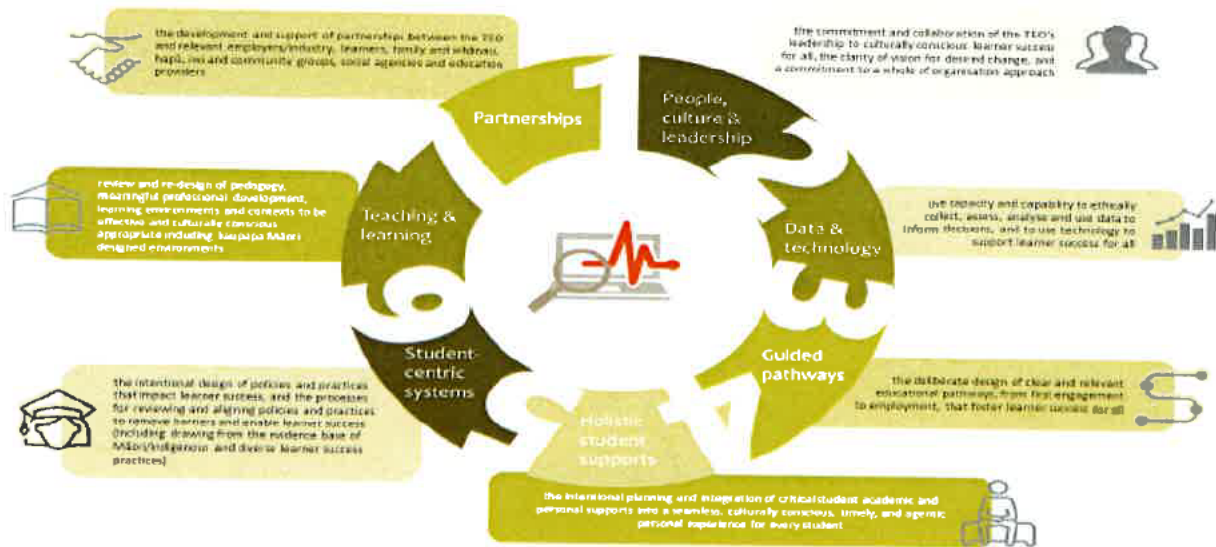 the development and support of partnerships between the TEO
and relevant employers/industry, learners, family and whānau,
hapū, iwi and community groups, social agencies and education
providers
the commitment and collaboration of the TEO's
leadership to culturally conscious learner success
for all, the clarity of vision for desired change, and
a commitment to a whole of organisation approach
1
Partnerships
People,
culture &
leadership
2
review and re-design of pedagogy,
meaningful professional development,
learning environments and contexts to be
effective and culturally conscious
appropriate including kaupapa Māori
designed environments
Teaching &
learning
Data &
technology
capacity and capability to ethically
collect, assess, analyse and use data to
inform decisions, and to use technology to
support learner success for all
6
3
Student-
centric
systems
Guided
pathways
the intentional design of policies and practices
that impact learner success, and the processes
for reviewing and aligning policies and practices
to remove barriers and enable learner success
(including drawing from the evidence base of
Māori/Indigenous and diverse learner success
practices)
the deliberate design of clear and relevant
educational pathways, from first engagement
to employment, that foster learner success for all
4
Holistic
student
supports
the intentional planning and integration of critical student academic and
personal supports into a seamless, culturally conscious, timely, and agentic
personal experience for every student